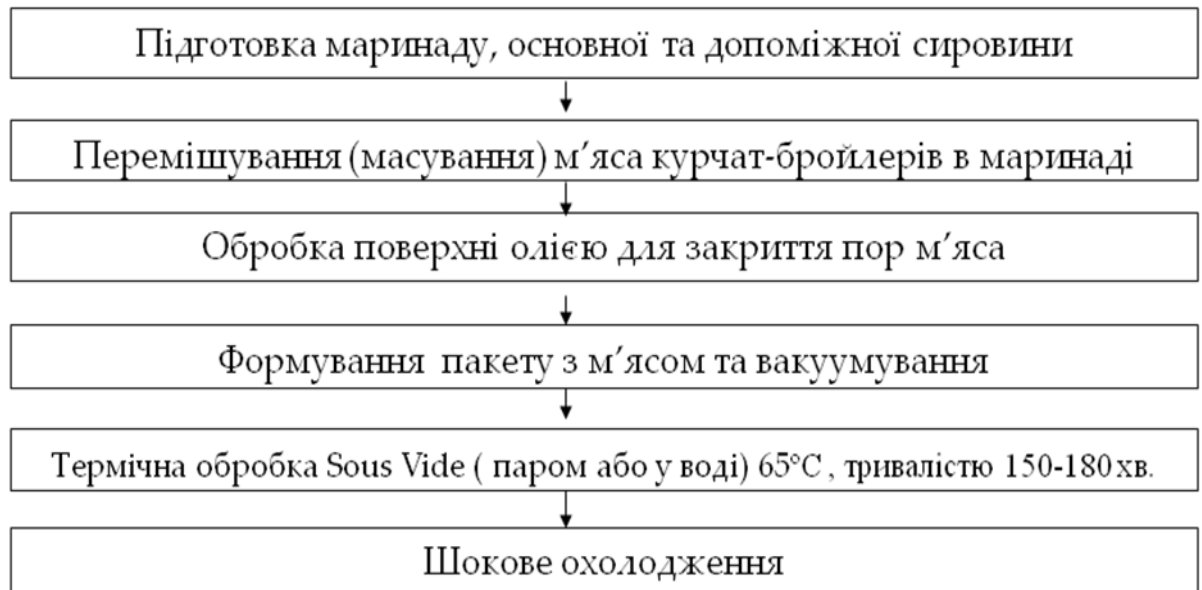 Підготовка маринаду, основної та допоміжної сировини
Перемішування (масування) м’яса курчат-бройлерів в маринаді
Обробка поверхні олією для закриття пор м’яса
Формування пакету з м’ясом та вакуумування
Термічна обробка Sous Vide ( паром або у воді) 65°С , тривалістю 150-180 хв.
Шокове охолодження